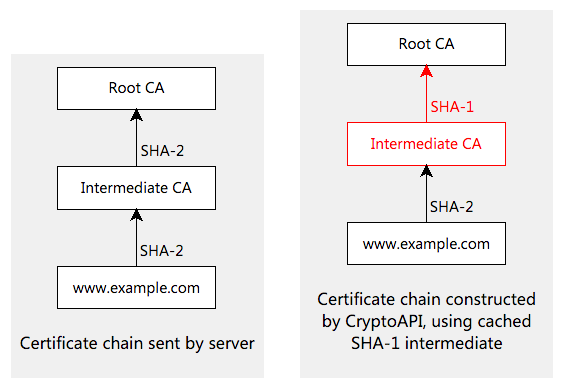 Root CA
SHA-2
Intermediate CA
SHA-2
www.example.com
Certificate chain sent by server
Root CA
SHA-1
Intermediate CA
SHA-2
www.example.com
Certificate chain constructed
by CryptoAPI, using cached
SHA-1 intermediate